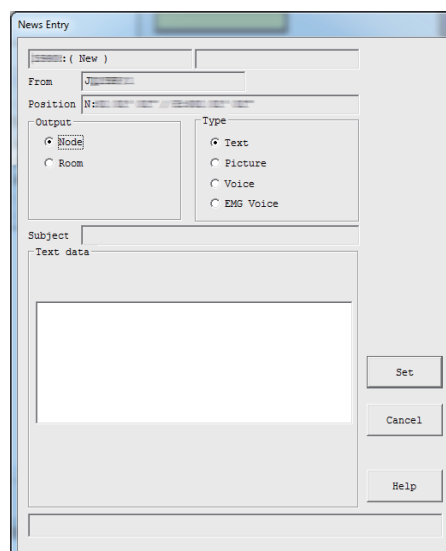 News Entry
:( New )
From J
Position N:
Output
Type
Node
Text
Room
Picture
Voice
EMG Voice
Subject
Text data
Set
Cancel
Help